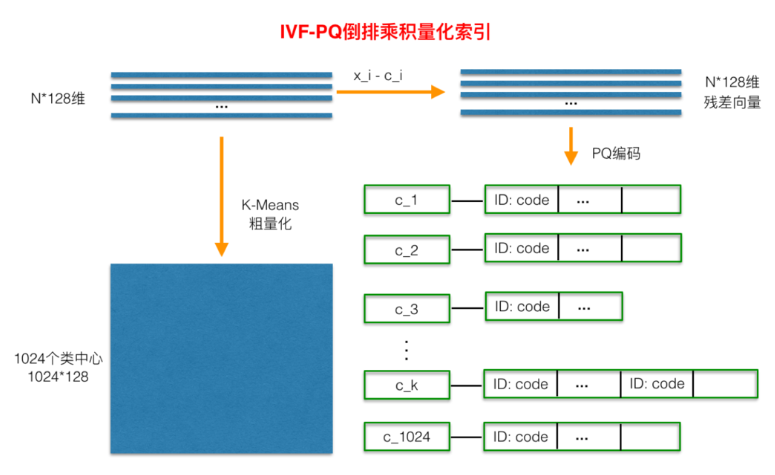 IVF-PQ倒排乘积量化索引
N*128维
...
x_i - c_i
...
N*128维
残差向量
K-Means
粗量化
PQ编码
1024个类中心
1024*128
c_1 ID: code ...
c_2 ID: code ...
c_3 ID: code ...
⋮
c_k ID: code ... ID: code
c_1024 ID: code ...